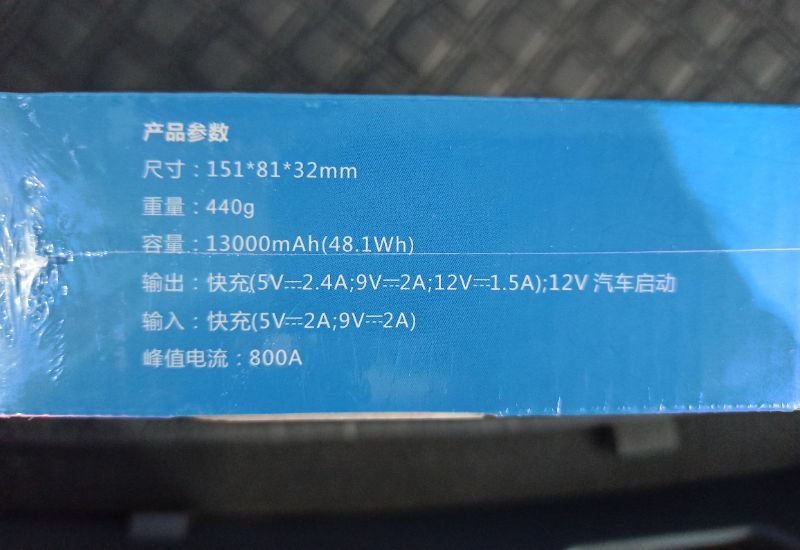 产品参数
尺寸：151*81*32mm
重量：440g
容量：13000mAh(48.1Wh)
输出：快充(5V⎓2.4A;9V⎓2A;12V⎓1.5A);12V 汽车启动
输入：快充(5V⎓2A;9V⎓2A)
峰值电流：800A